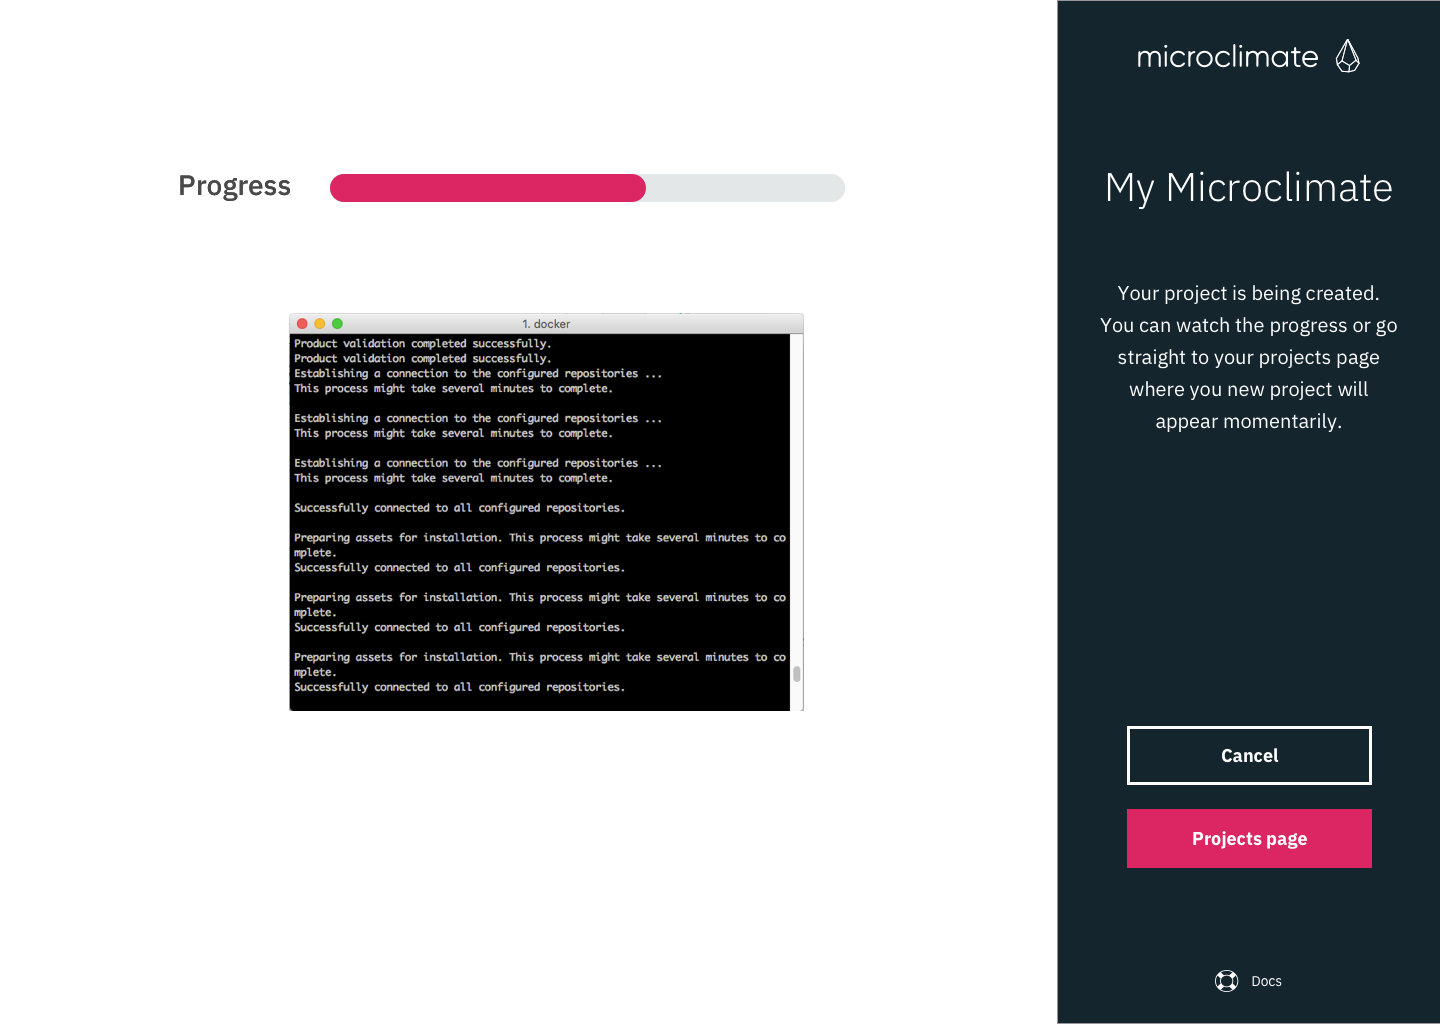 Progress
1. docker
Product validation completed successfully.
Product validation completed successfully.
Establishing a connection to the configured repositories ...
This process might take several minutes to complete.
Establishing a connection to the configured repositories ...
This process might take several minutes to complete.
Establishing a connection to the configured repositories ...
This process might take several minutes to complete.
Successfully connected to all configured repositories.
Preparing assets for installation. This process might take several minutes to co
mplete.
Successfully connected to all configured repositories.
Preparing assets for installation. This process might take several minutes to co
mplete.
Successfully connected to all configured repositories.
Preparing assets for installation. This process might take several minutes to co
mplete.
Successfully connected to all configured repositories.
microclimate
My Microclimate
Your project is being created.
You can watch the progress or go
straight to your projects page
where you new project will
appear momentarily.
Cancel
Projects page
Docs